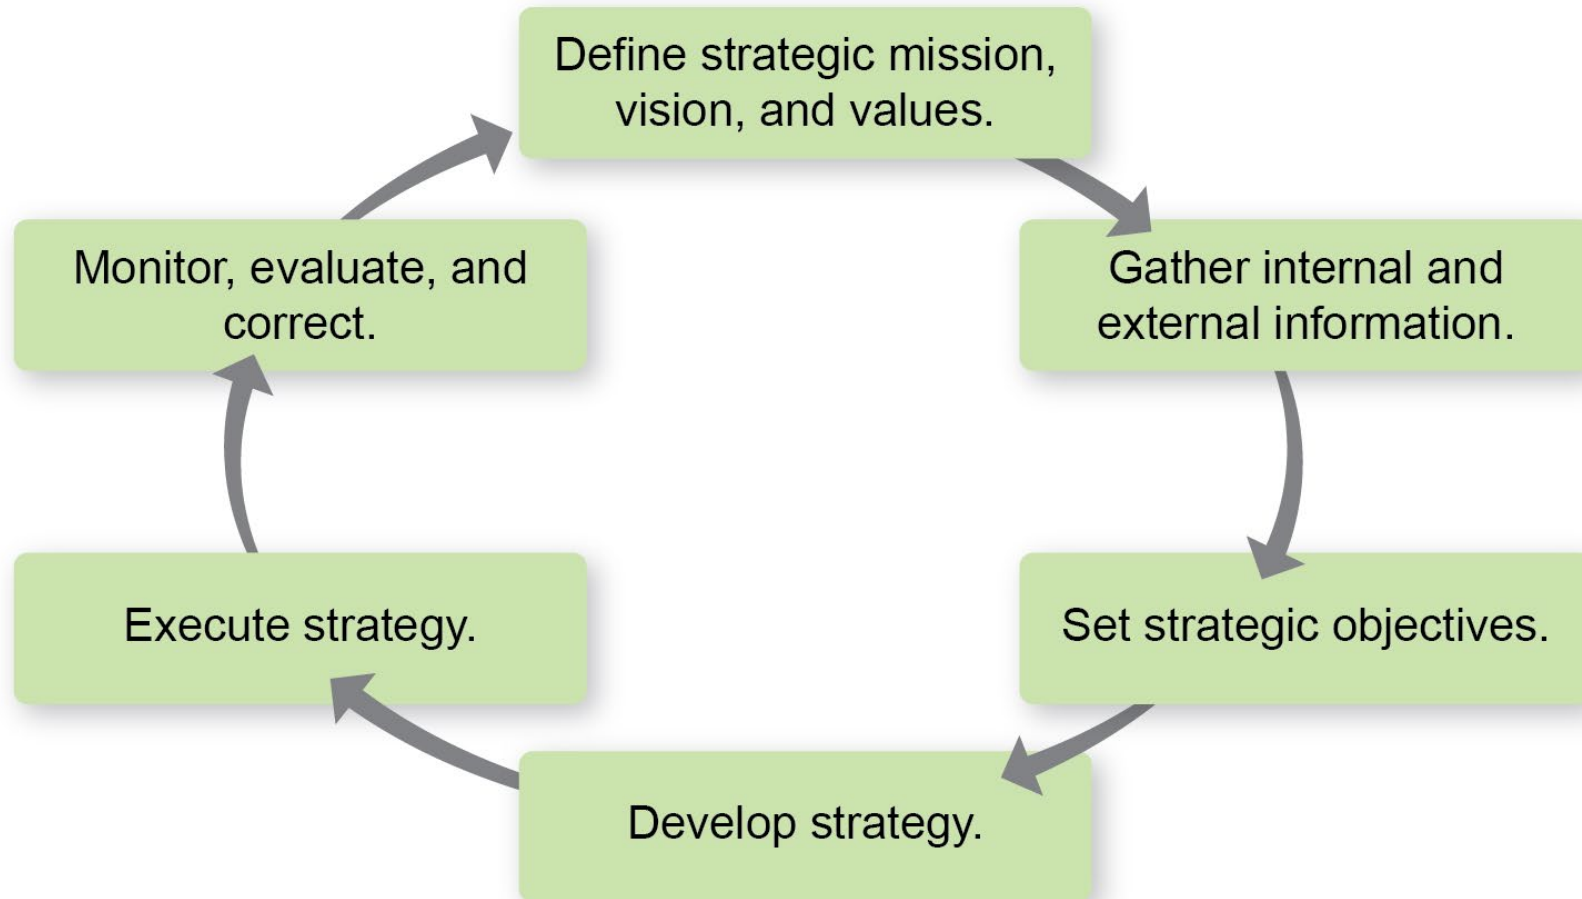 Define strategic mission,
vision, and values.
Gather internal and
external information.
Set strategic objectives.
Develop strategy.
Execute strategy.
Monitor, evaluate, and
correct.